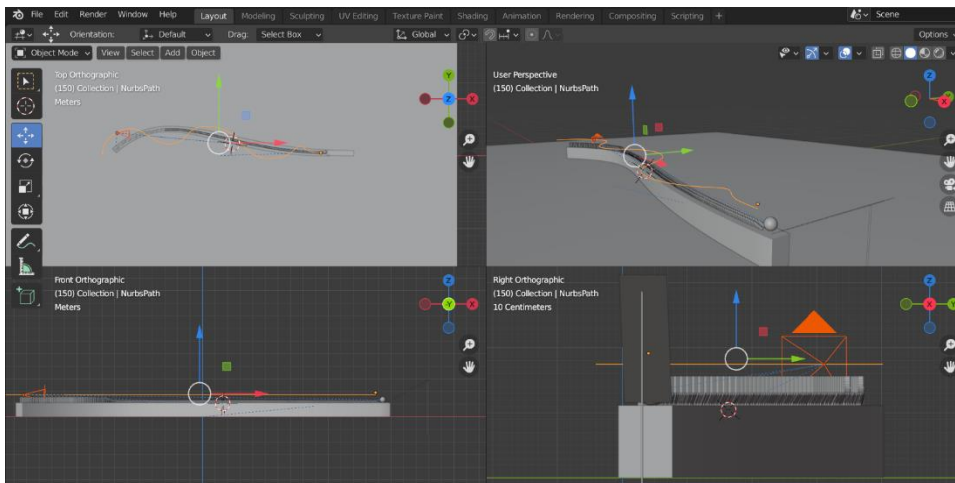 File Edit Render Window Help Layout Modeling Sculpting UV Editing Texture Paint Shading Animation Rendering Compositing Scripting + Scene
Orientation: Default Drag: Select Box Global Options
Object Mode View Select Add Object
Top Orthographic
(150) Collection | NurbsPath
Meters
Y
Z
X
User Perspective
(150) Collection | NurbsPath
Z
X
Front Orthographic
(150) Collection | NurbsPath
Meters
Z
Y
X
Right Orthographic
(150) Collection | NurbsPath
10 Centimeters
Z
X
Y